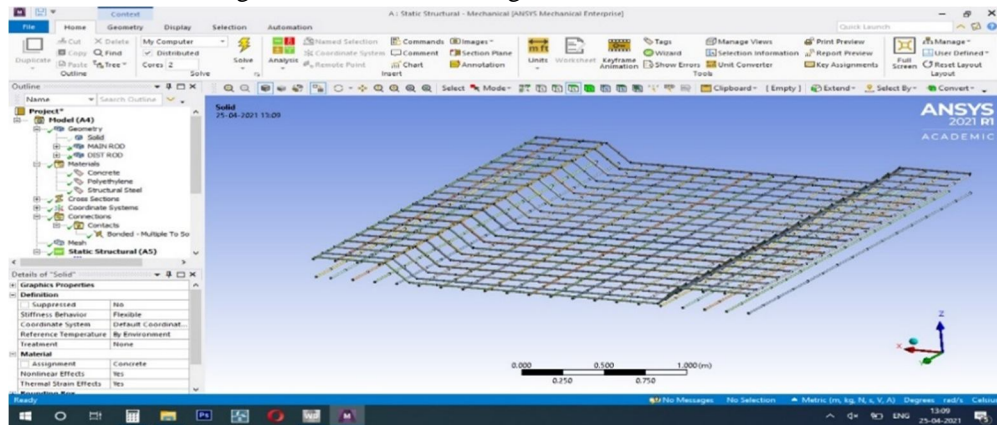 Context
A : Static Structural - Mechanical [ANSYS Mechanical Enterprise]
File Home Geometry Display Selection Automation
Quick Launch
Duplicate
Cut Delete
Copy Find
Paste Tree
Outline
My Computer
Distributed
Cores 2
Solve
Solve
Analysis
Named Selection
Coordinate System
Remote Point
Commands
Comment
Chart
Images
Section Plane
Annotation
Insert
Units
Worksheet
Keyframe Animation
Tags
Wizard
Show Errors
Manage Views
Selection Information
Unit Converter
Tools
Print Preview
Report Preview
Key Assignments
Full Screen
Manage
User Defined
Reset Layout
Layout
Outline
Name Search Outline
Select Mode
Clipboard [ Empty ] Extend Select By Convert
Project*
Model (A4)
Geometry
Solid
MAIN ROD
DIST ROD
Materials
Concrete
Polyethylene
Structural Steel
Cross Sections
Coordinate Systems
Connections
Contacts
Bonded - Multiple To So
Mesh
Static Structural (A5)
Solid
25-04-2021 13:09
ANSYS
2021 R1
ACADEMIC
Details of "Solid"
Graphics Properties
Definition
Suppressed No
Stiffness Behavior Flexible
Coordinate System Default Coordinat...
Reference Temperature By Environment
Treatment None
Material
Assignment Concrete
Nonlinear Effects Yes
Thermal Strain Effects Yes
0.000 0.500 1.000 (m)
0.250 0.750
Z
X
Y
Ready
No Messages No Selection Metric (m, kg, N, s, V, A) Degrees rad/s Celsius
ENG
13:09
25-04-2021